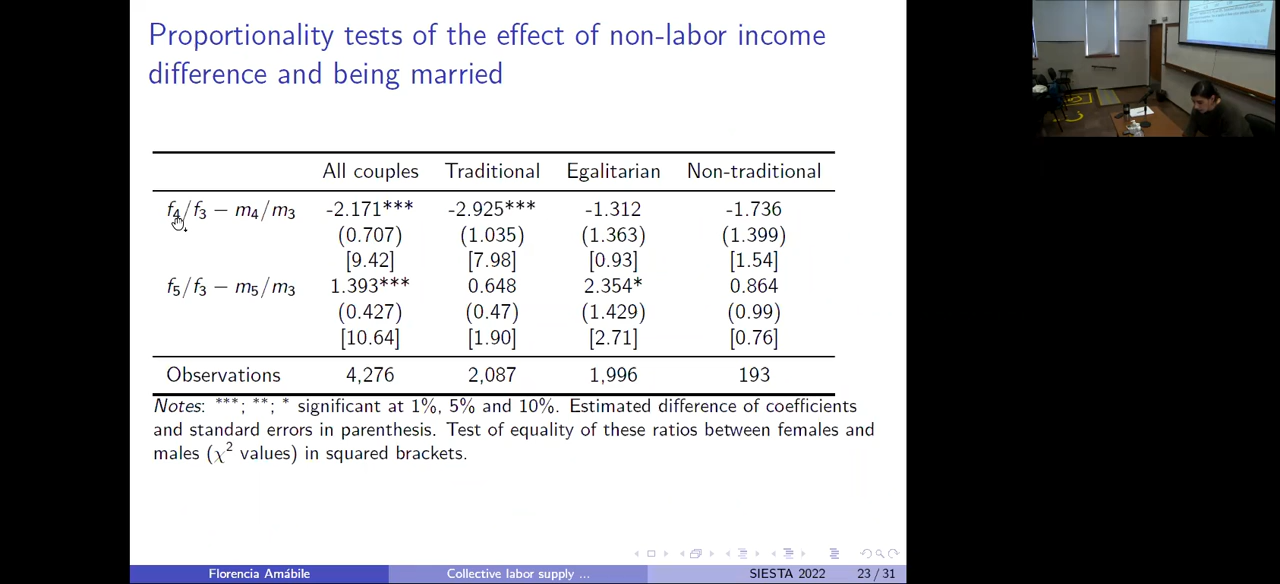 Proportionality tests of the effect of non-labor income
difference and being married
All couples Traditional Egalitarian Non-traditional
f4/f3 − m4/m3 -2.171*** -2.925*** -1.312 -1.736
(0.707) (1.035) (1.363) (1.399)
[9.42] [7.98] [0.93] [1.54]
f5/f3 − m5/m3 1.393*** 0.648 2.354* 0.864
(0.427) (0.47) (1.429) (0.99)
[10.64] [1.90] [2.71] [0.76]
Observations 4,276 2,087 1,996 193
Notes: ***; **; * significant at 1%, 5% and 10%. Estimated difference of coefficients
and standard errors in parenthesis. Test of equality of these ratios between females and
males (χ2 values) in squared brackets.
Florencia Amábile Collective labor supply ... SIESTA 2022 23 / 31